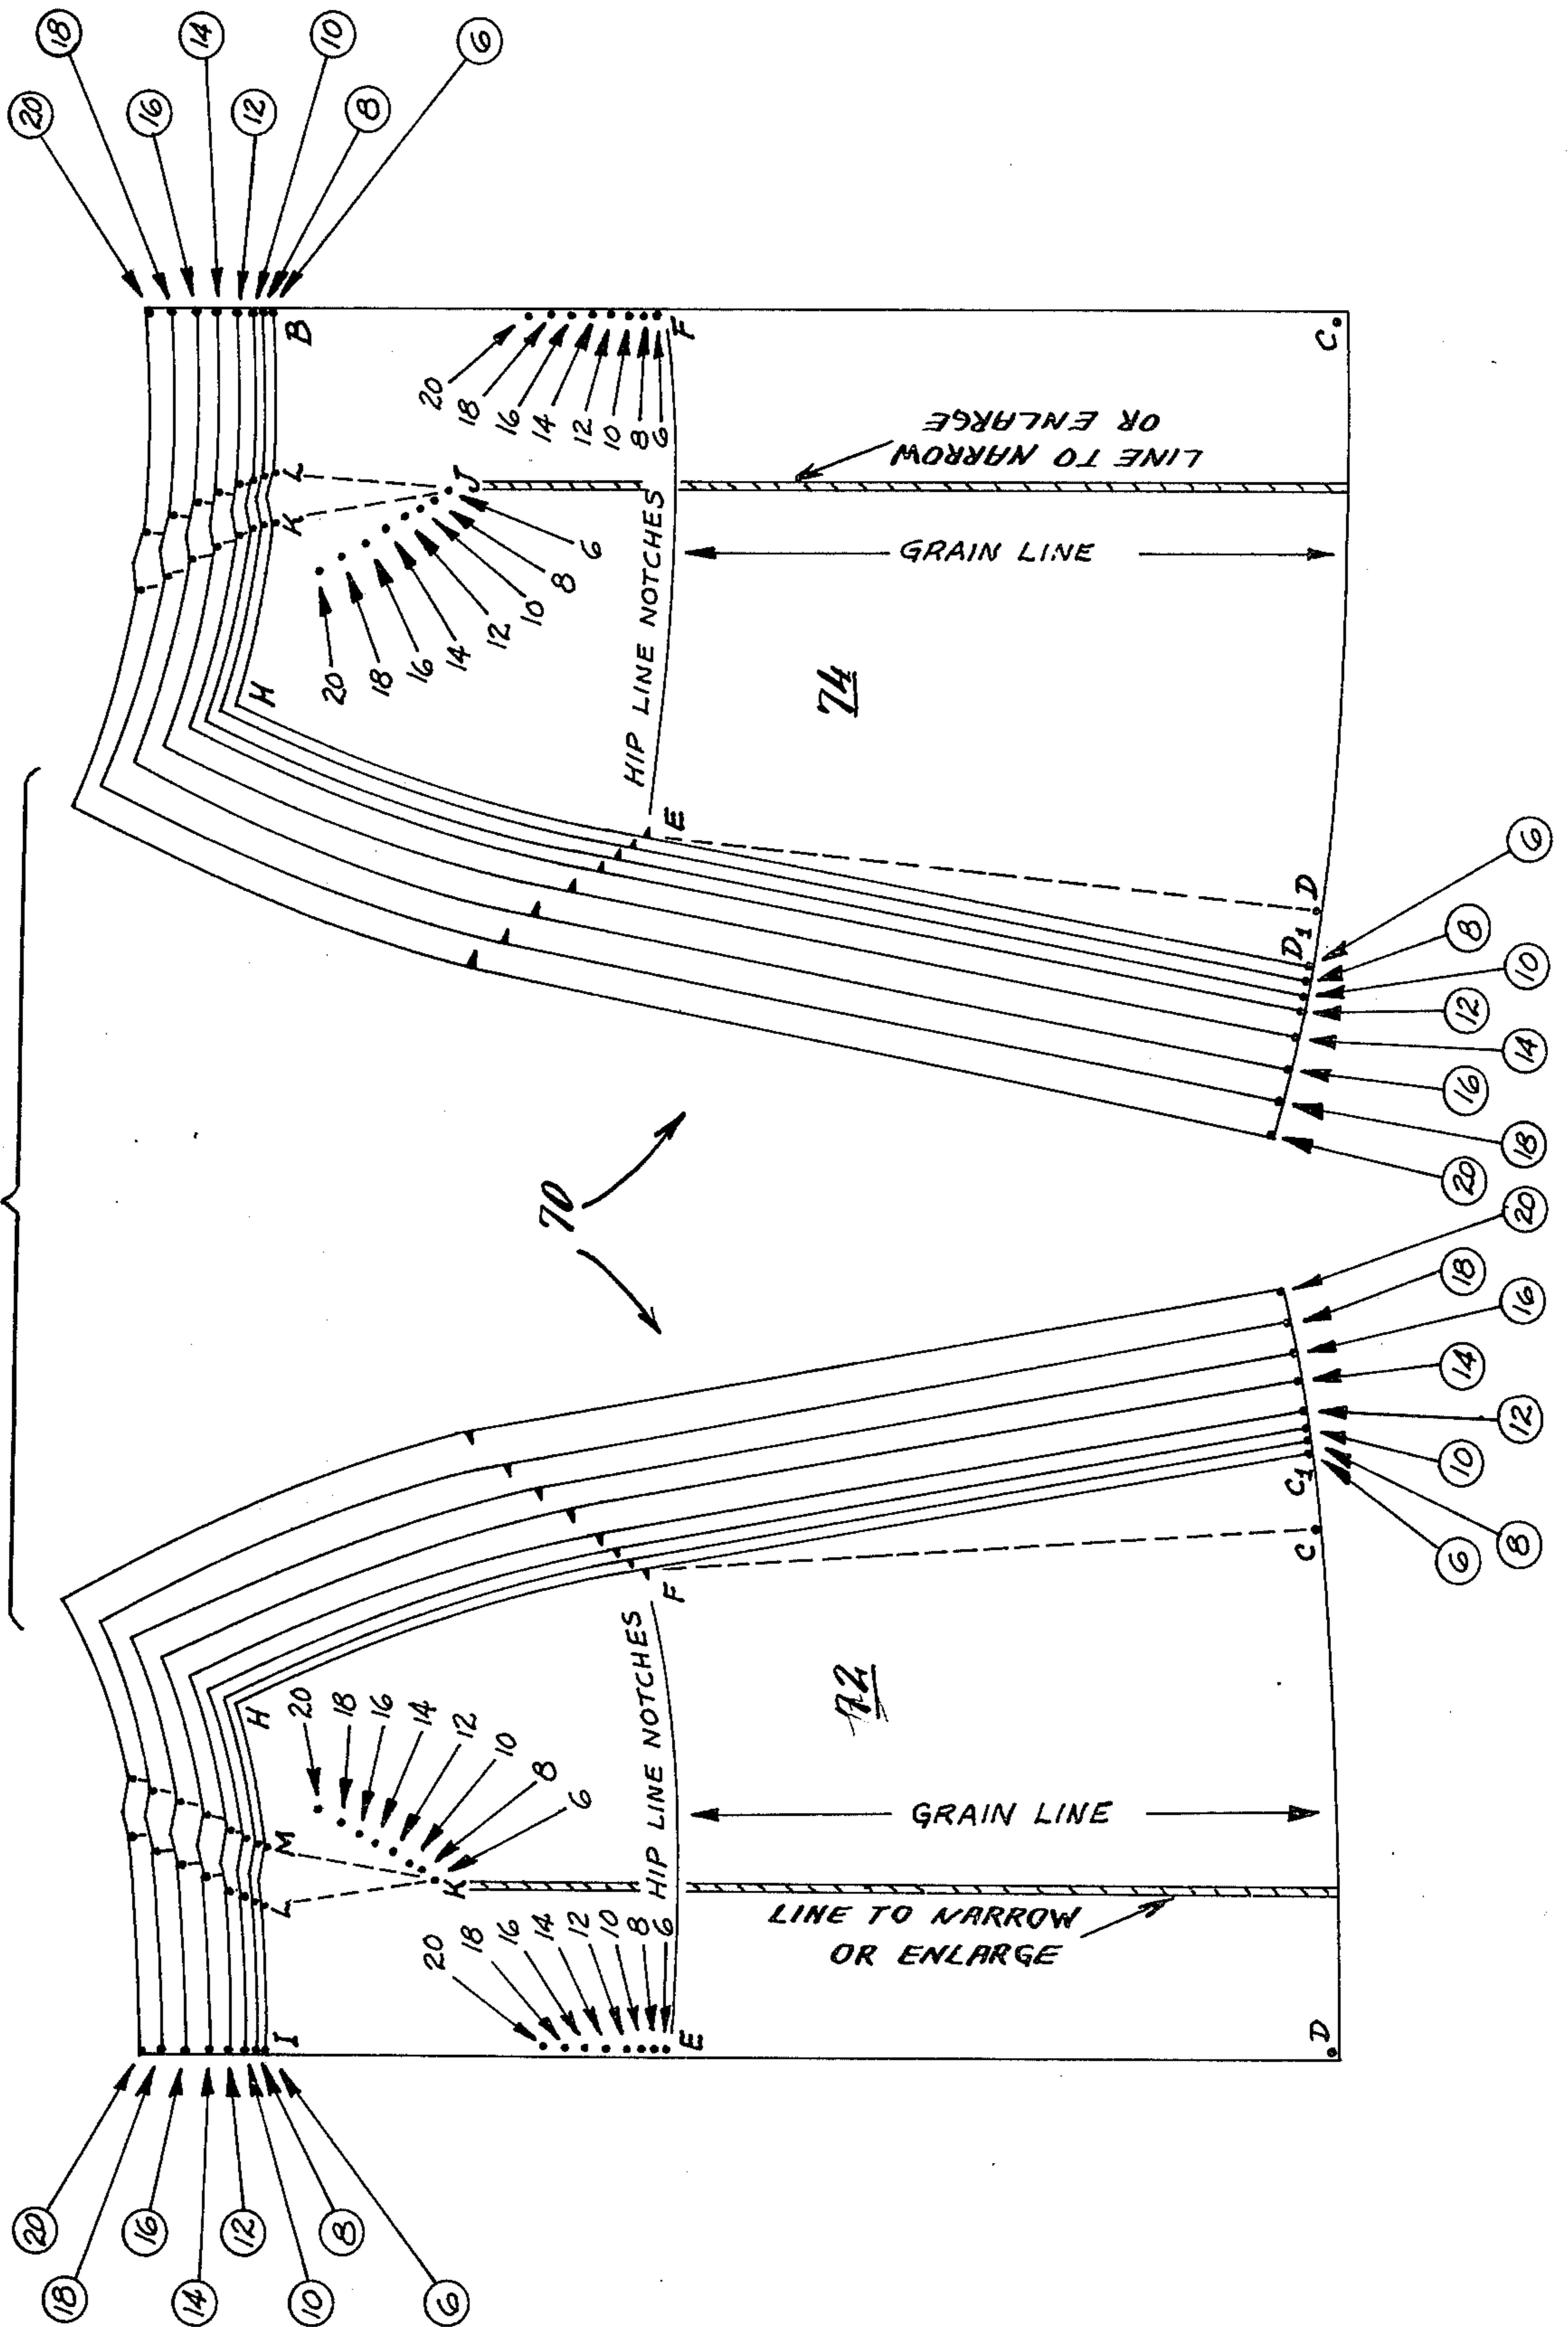 18
14
10
6
20
16
12
8
B
F
C
20
18
16
14
12
10
8
6
LINE TO NARROW
OR ENLARGE
L
K
J
20
18
16
14
12
10
8
6
HIP LINE NOTCHES
GRAIN LINE
H
74
E
D
D1
6
8
10
12
14
16
18
20
70
20
18
16
14
12
10
8
6
C1
C
F
H
72
HIP LINE NOTCHES
20
18
16
14
12
10
8
6
GRAIN LINE
M
L
K
LINE TO NARROW
OR ENLARGE
20
18
16
14
12
10
8
6
I
E
D
20
16
12
8
18
14
10
6